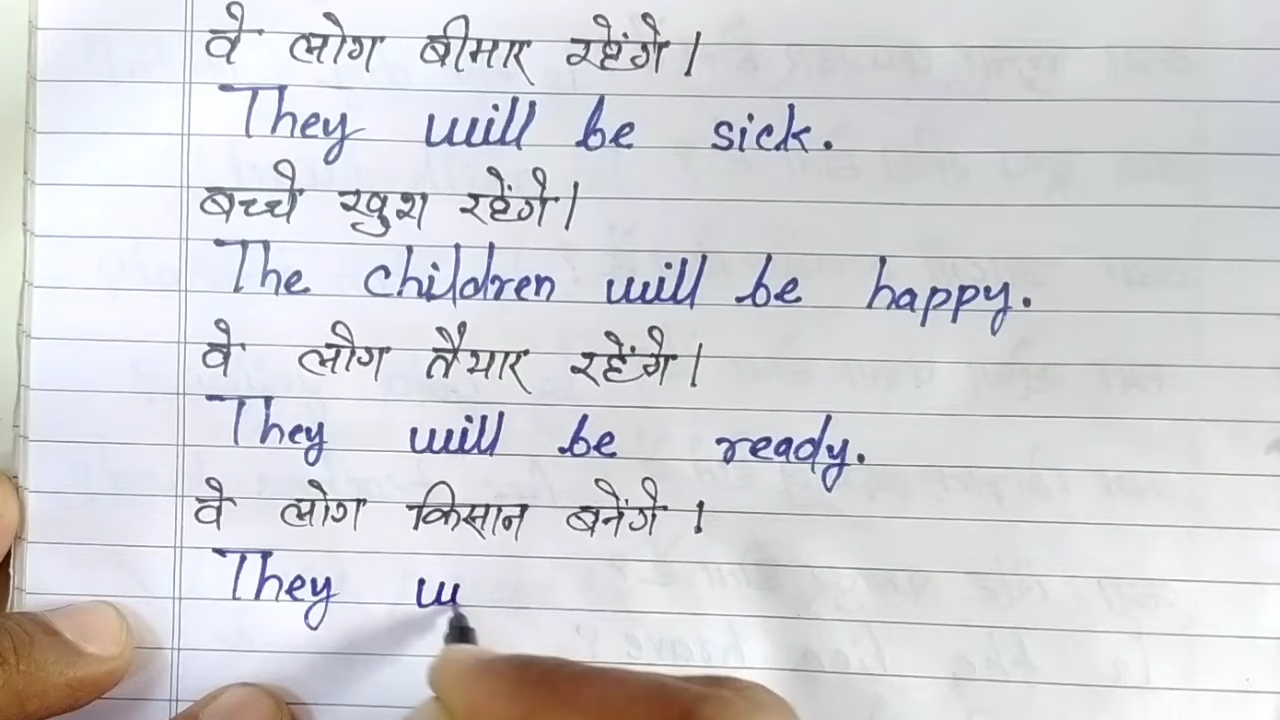 वे लोग बीमार रहेंगे।
They will be sick.
बच्चे खुश रहेंगे।
The children will be happy.
वे लोग तैयार रहेंगे।
They will be ready.
वे लोग किसान बनेंगे।
They w